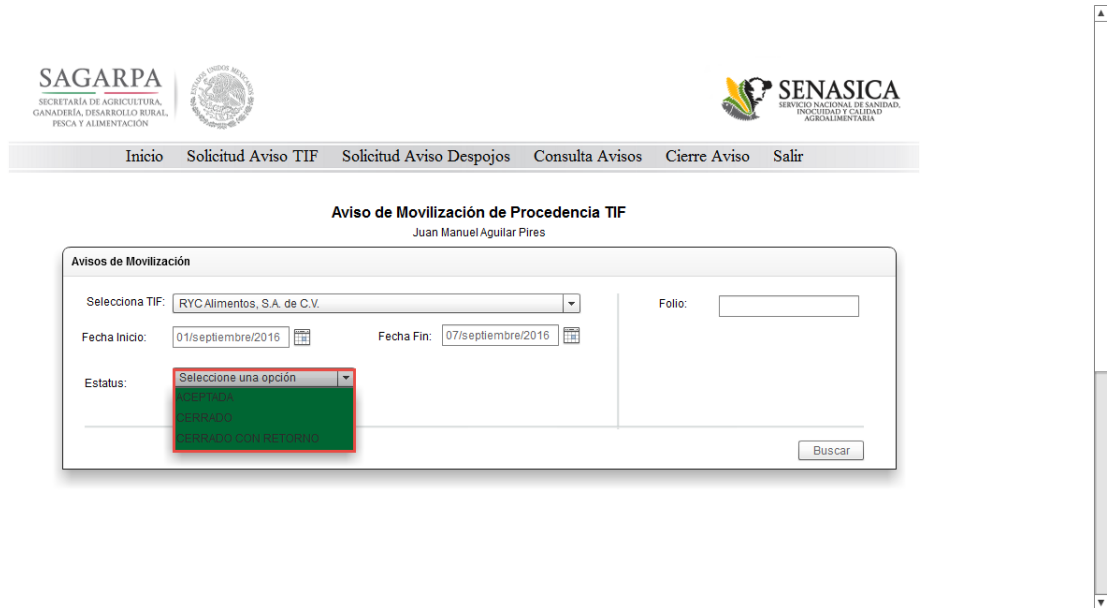 SAGARPA
SECRETARÍA DE AGRICULTURA,
GANADERÍA, DESARROLLO RURAL,
PESCA Y ALIMENTACIÓN
ESTADOS UNIDOS MEXICANOS
SENASICA
SERVICIO NACIONAL DE SANIDAD,
INOCUIDAD Y CALIDAD
AGROALIMENTARIA
Inicio Solicitud Aviso TIF Solicitud Aviso Despojos Consulta Avisos Cierre Aviso Salir
Aviso de Movilización de Procedencia TIF
Juan Manuel Aguilar Pires
Avisos de Movilización
Selecciona TIF: RYC Alimentos, S.A. de C.V. Folio:
Fecha Inicio: 01/septiembre/2016 Fecha Fin: 07/septiembre/2016
Estatus: Seleccione una opción
ACEPTADA
CERRADO
CERRADO CON RETORNO
Buscar